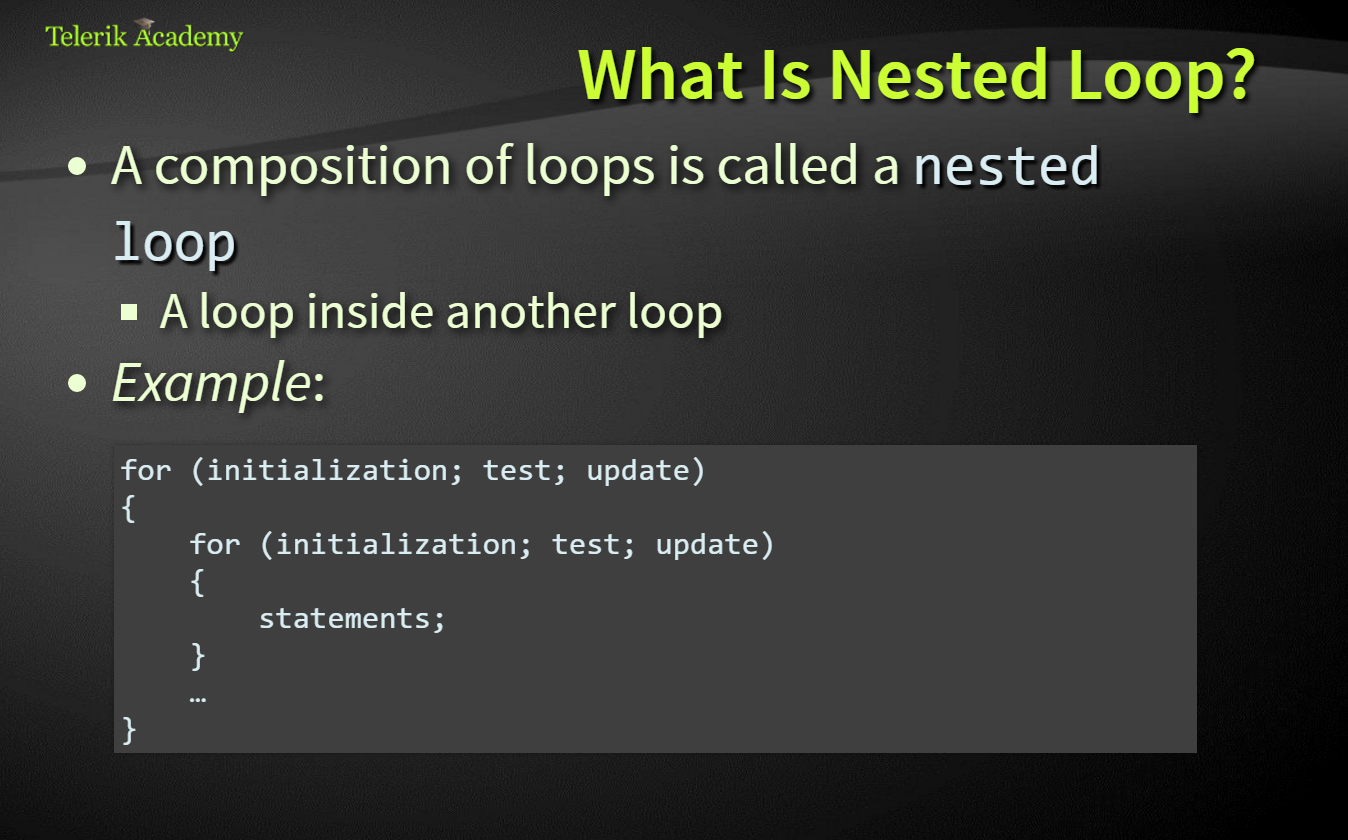 Telerik Academy
What Is Nested Loop?
• A composition of loops is called a nested
loop
▪ A loop inside another loop
• Example:
for (initialization; test; update)
{
    for (initialization; test; update)
    {
        statements;
    }
    …
}